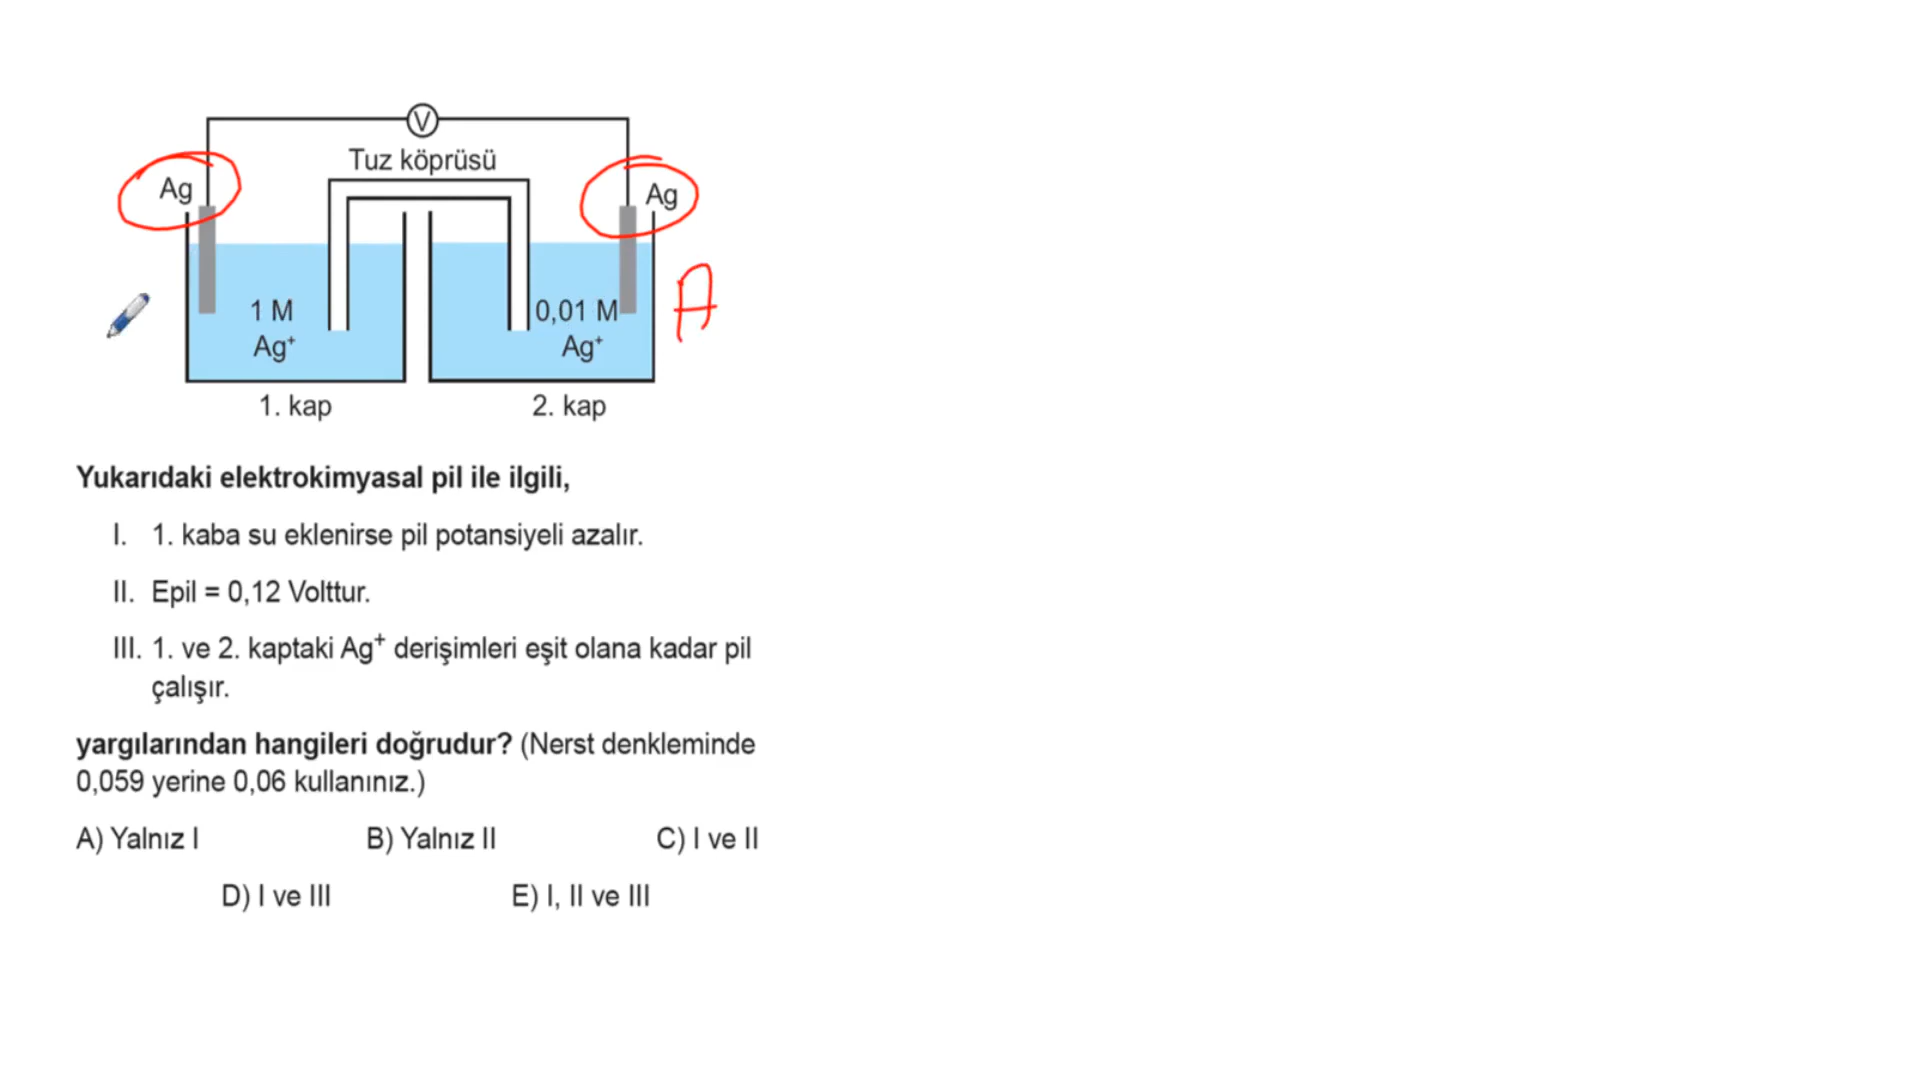 V
Tuz köprüsü
Ag
Ag
A
1 M
Ag⁺
0,01 M
Ag⁺
1. kap
2. kap
Yukarıdaki elektrokimyasal pil ile ilgili,
I. 1. kaba su eklenirse pil potansiyeli azalır.
II. Epil = 0,12 Volttur.
III. 1. ve 2. kaptaki Ag⁺ derişimleri eşit olana kadar pil
çalışır.
yargılarından hangileri doğrudur? (Nerst denkleminde
0,059 yerine 0,06 kullanınız.)
A) Yalnız I B) Yalnız II C) I ve II
D) I ve III E) I, II ve III